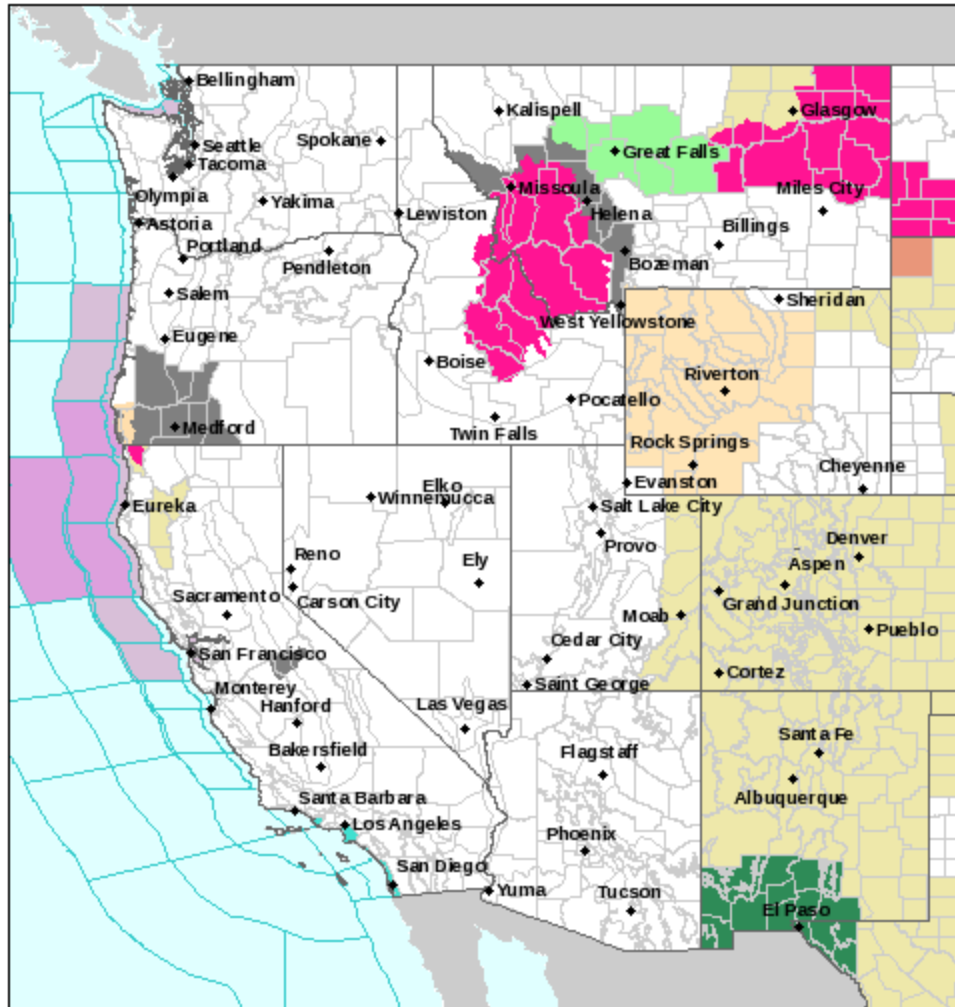 Bellingham
Kalispell
Glasgow
Spokane
Seattle
Great Falls
Tacoma
Missoula
Miles City
Olympia
Yakima
Lewiston
Helena
Astoria
Billings
Portland
Pendleton
Bozeman
Salem
Sheridan
West Yellowstone
Eugene
Boise
Riverton
Pocatello
Medford
Twin Falls
Rock Springs
Cheyenne
Elko
Evanston
Winnemucca
Eureka
Salt Lake City
Denver
Provo
Reno
Ely
Aspen
Sacramento
Carson City
Grand Junction
Moab
Pueblo
Cedar City
San Francisco
Cortez
Saint George
Monterey
Hanford
Las Vegas
Santa Fe
Bakersfield
Flagstaff
Santa Barbara
Albuquerque
Los Angeles
Phoenix
San Diego
Yuma
Tucson
El Paso